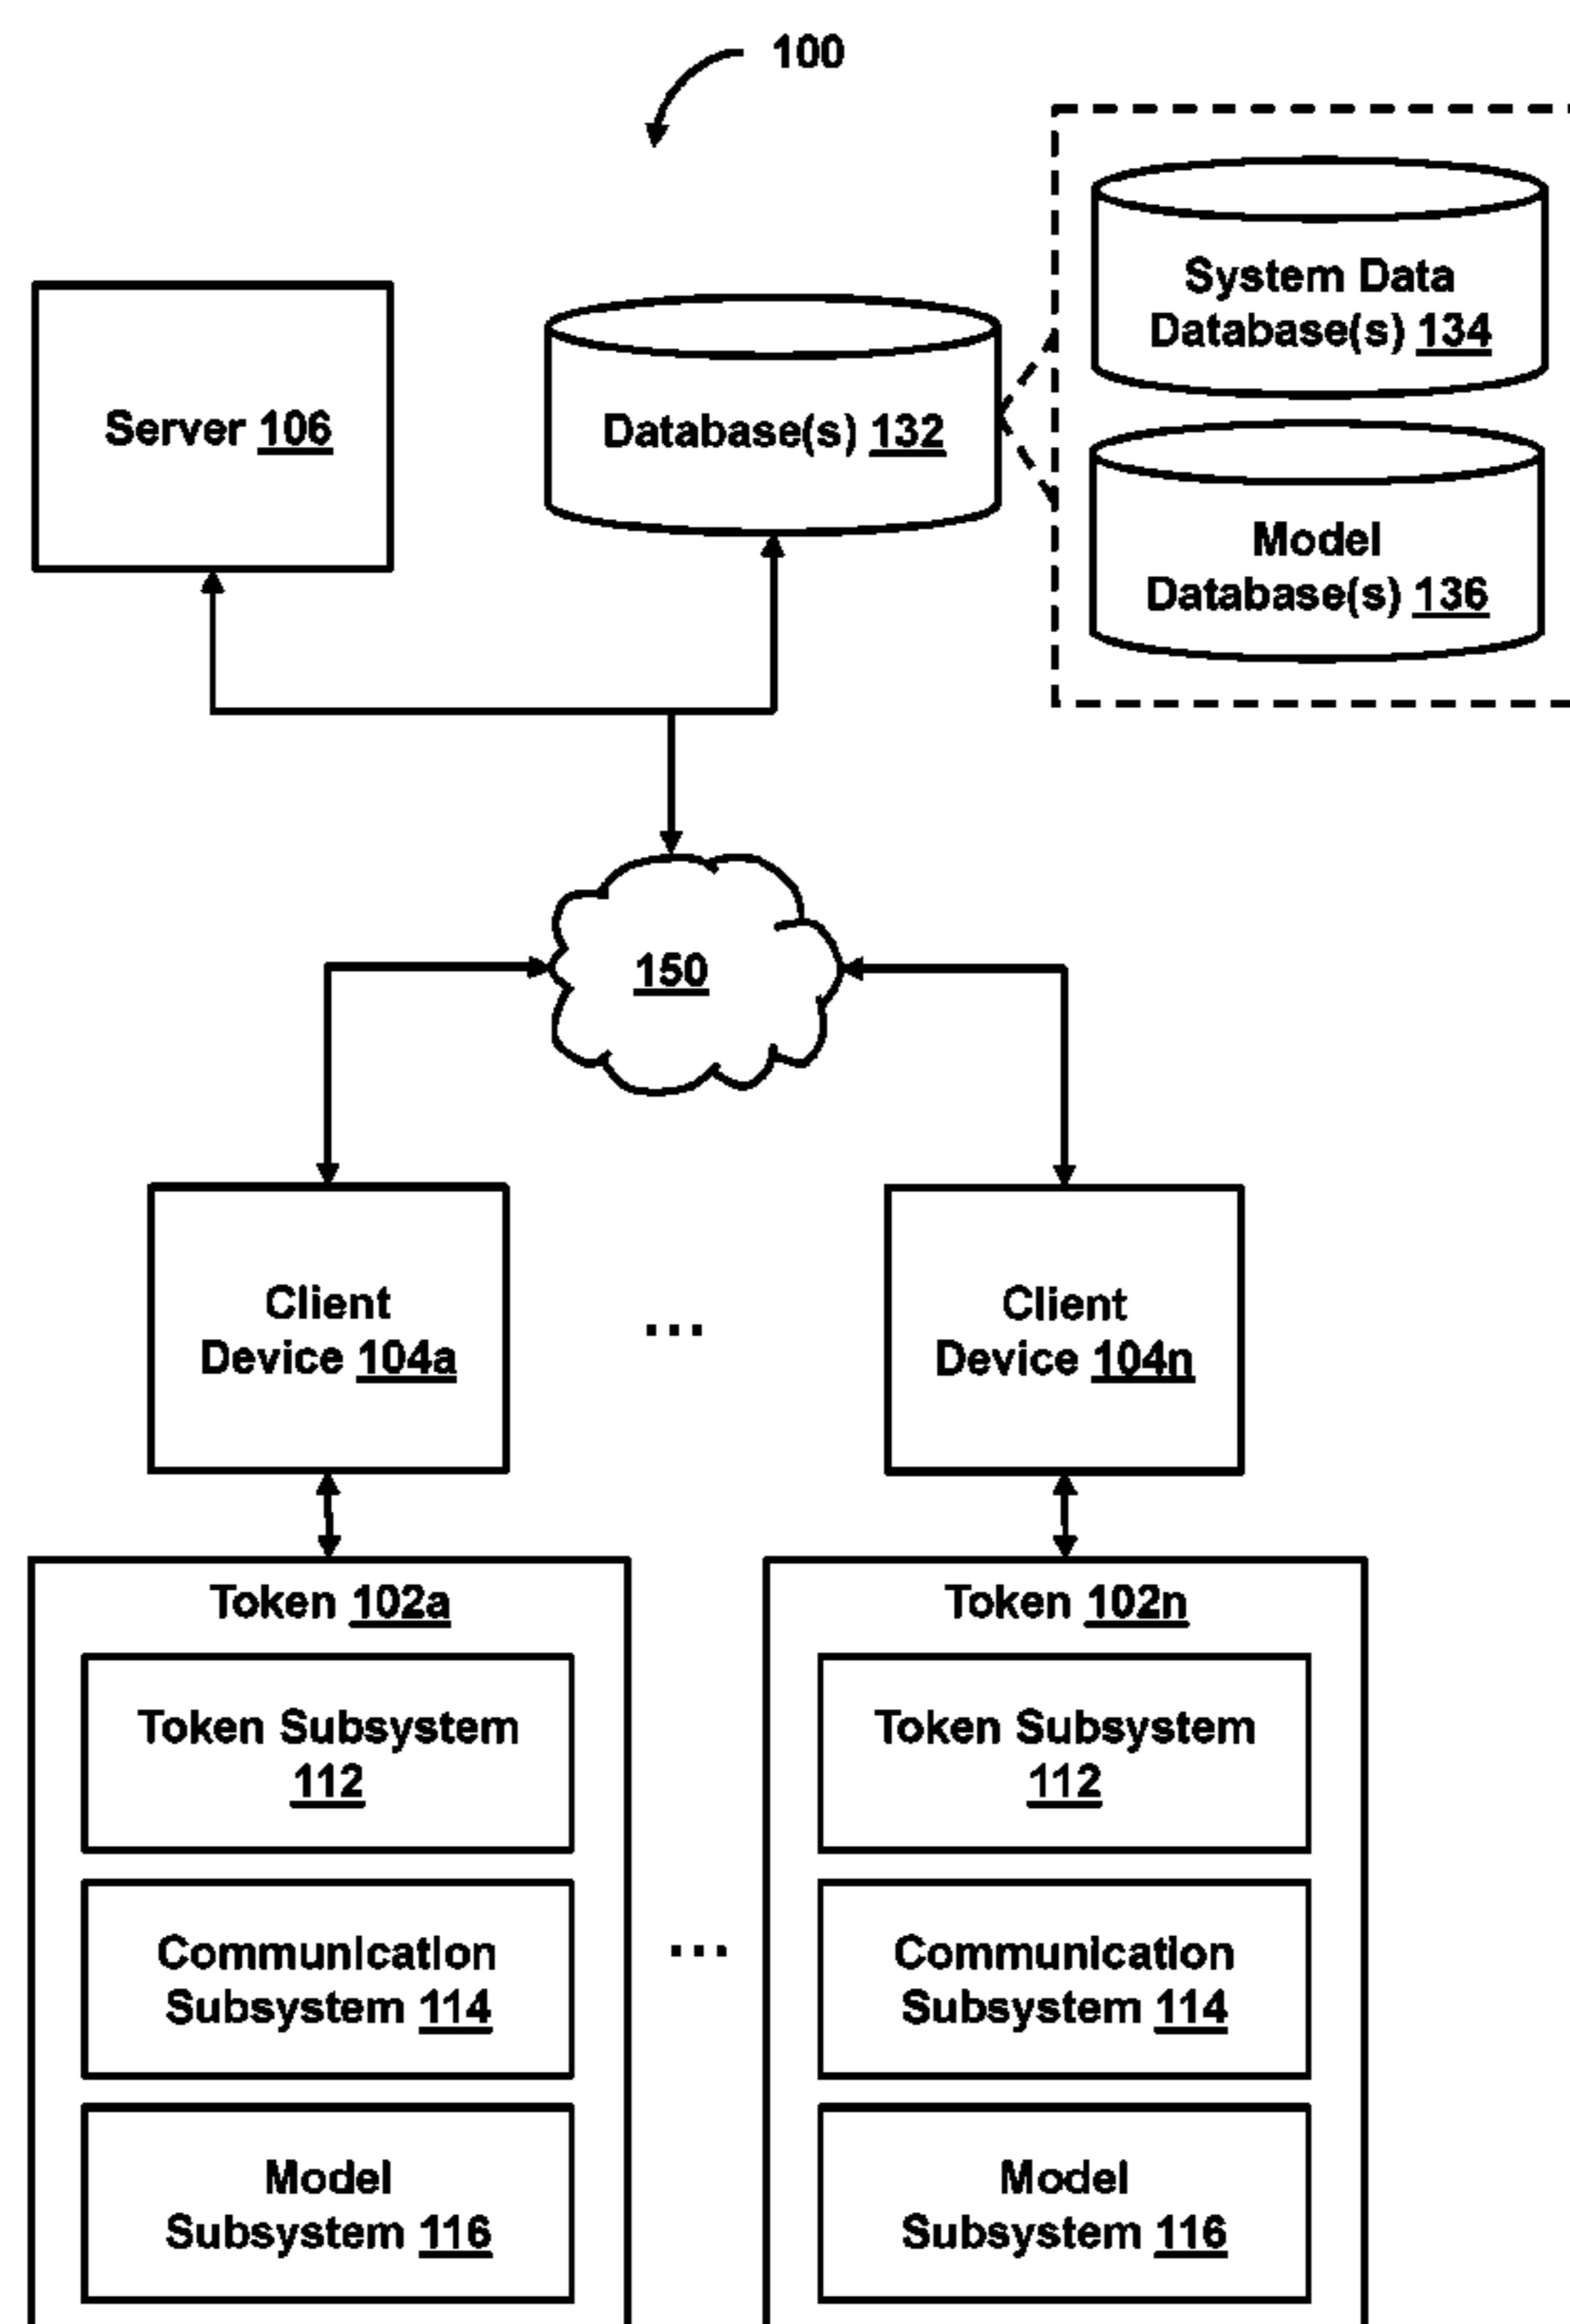 100
System Data
Database(s) 134
Server 106
Database(s) 132
Model
Database(s) 136
150
Client
Device 104a
...
Client
Device 104n
Token 102a
Token Subsystem
112
Communication
Subsystem 114
Model
Subsystem 116
...
Token 102n
Token Subsystem
112
Communication
Subsystem 114
Model
Subsystem 116